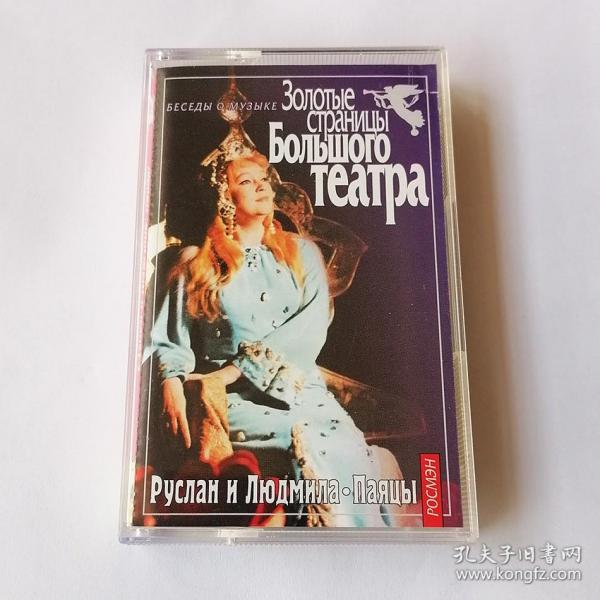 БЕСЕДЫ О МУЗЫКЕ
Золотые
страницы
Большого
театра
Руслан и Людмила • Паяцы
РОСМЭН
孔夫子旧书网
www.kongfz.com